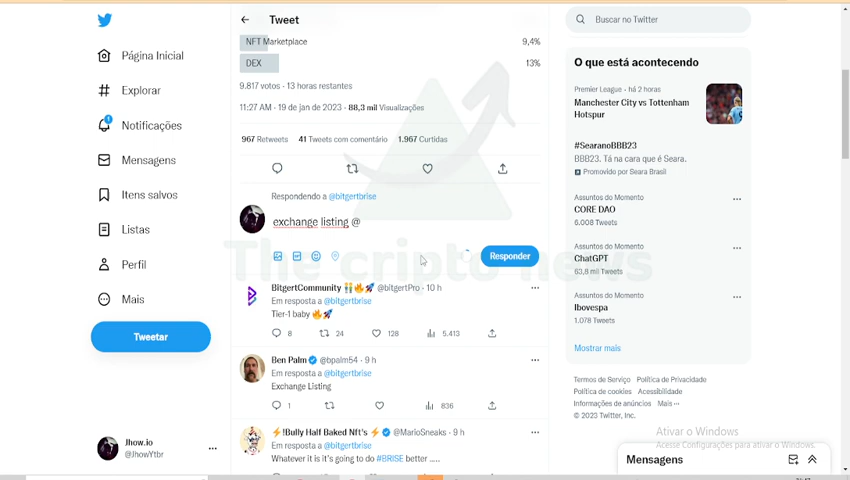 Tweet
Buscar no Twitter
Página Inicial
Explorar
Notificações
1
Mensagens
Itens salvos
Listas
Perfil
Mais
Tweetar
Jhow.io
@JhowYtbr
NFT Marketplace 9,4%
DEX 13%
9.817 votos · 13 horas restantes
11:27 AM · 19 de jan de 2023 · 88,3 mil Visualizações
967 Retweets 41 Tweets com comentário 1.967 Curtidas
Respondendo a @bitgertbrise
exchange listing @
Responder
The cripto news
BitgertCommunity 👬🔥🚀 @bitgertPro · 10 h
Em resposta a @bitgertbrise
Tier-1 baby 🔥🚀
8 24 128 5.413
Ben Palm @bpalm54 · 9 h
Em resposta a @bitgertbrise
Exchange Listing
1 836
⚡!Bully Half Baked Nft's ⚡ @MarioSneaks · 9 h
Em resposta a @bitgertbrise
Whatever it is it's going to do #BRISE better .....
O que está acontecendo
Premier League · há 2 horas
Manchester City vs Tottenham
Hotspur
#SearanoBBB23
BBB23. Tá na cara que é Seara.
Promovido por Seara Brasil
Assuntos do Momento
CORE DAO
6.008 Tweets
Assuntos do Momento
ChatGPT
63,8 mil Tweets
Assuntos do Momento
Ibovespa
1.078 Tweets
Mostrar mais
Termos de Serviço Política de Privacidade
Política de cookies Acessibilidade
Informações de anúncios Mais ···
© 2023 Twitter, Inc.
Ativar o Windows
Acesse Configurações para ativar o Windows.
Mensagens